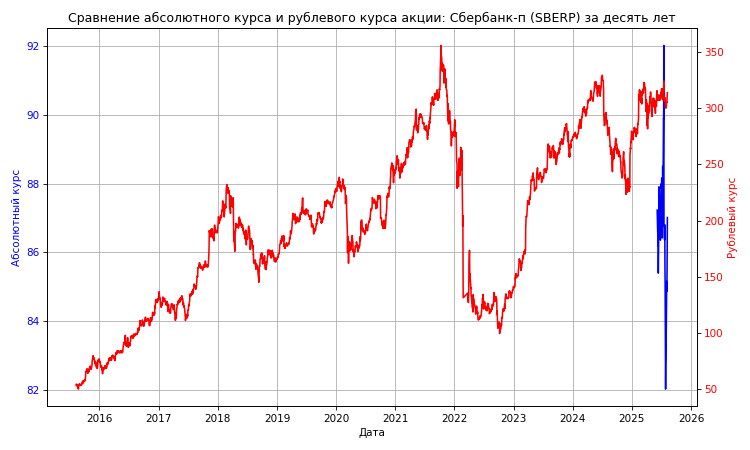 Сравнение абсолютного курса и рублевого курса акции: Сбербанк-п (SBERP) за десять лет
92
90
88
86
84
82
Абсолютный курс
350
300
250
200
150
100
50
Рублевый курс
2016 2017 2018 2019 2020 2021 2022 2023 2024 2025 2026
Дата